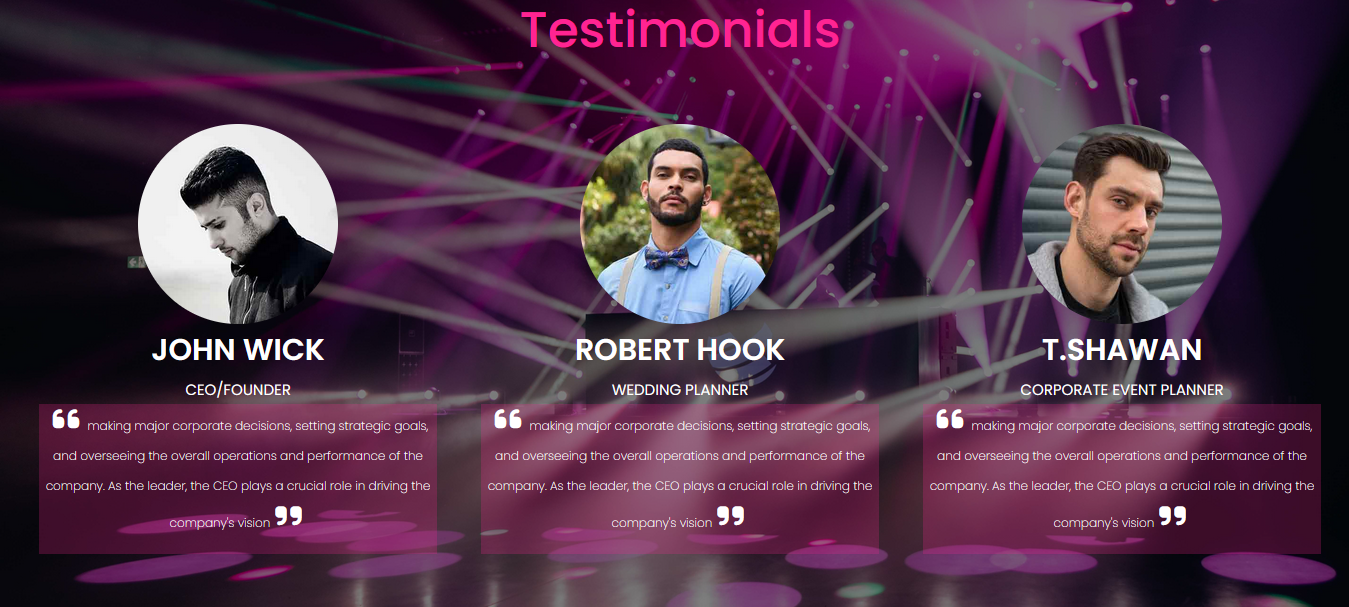 Testimonials
JOHN WICK
CEO/FOUNDER
❝ making major corporate decisions, setting strategic goals,
and overseeing the overall operations and performance of the
company. As the leader, the CEO plays a crucial role in driving the
company's vision ❞
ROBERT HOOK
WEDDING PLANNER
❝ making major corporate decisions, setting strategic goals,
and overseeing the overall operations and performance of the
company. As the leader, the CEO plays a crucial role in driving the
company's vision ❞
T.SHAWAN
CORPORATE EVENT PLANNER
❝ making major corporate decisions, setting strategic goals,
and overseeing the overall operations and performance of the
company. As the leader, the CEO plays a crucial role in driving the
company's vision ❞